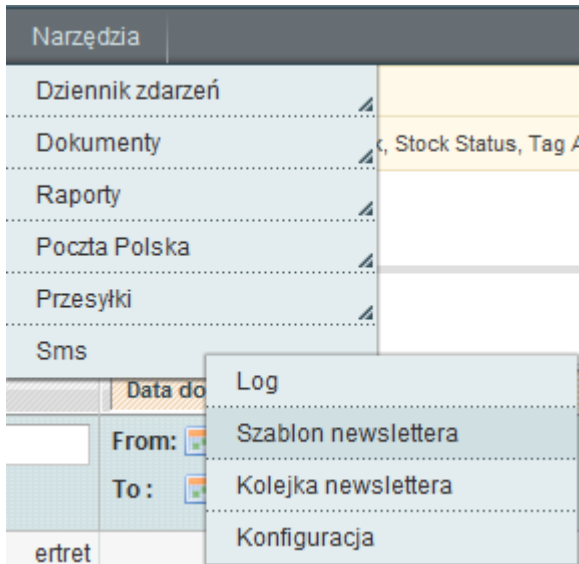 Narzędzia
Dziennik zdarzeń
Dokumenty
, Stock Status, Tag
Raporty
Poczta Polska
Przesyłki
Sms
Log
Data do
Szablon newslettera
From:
Kolejka newslettera
To :
Konfiguracja
ertret